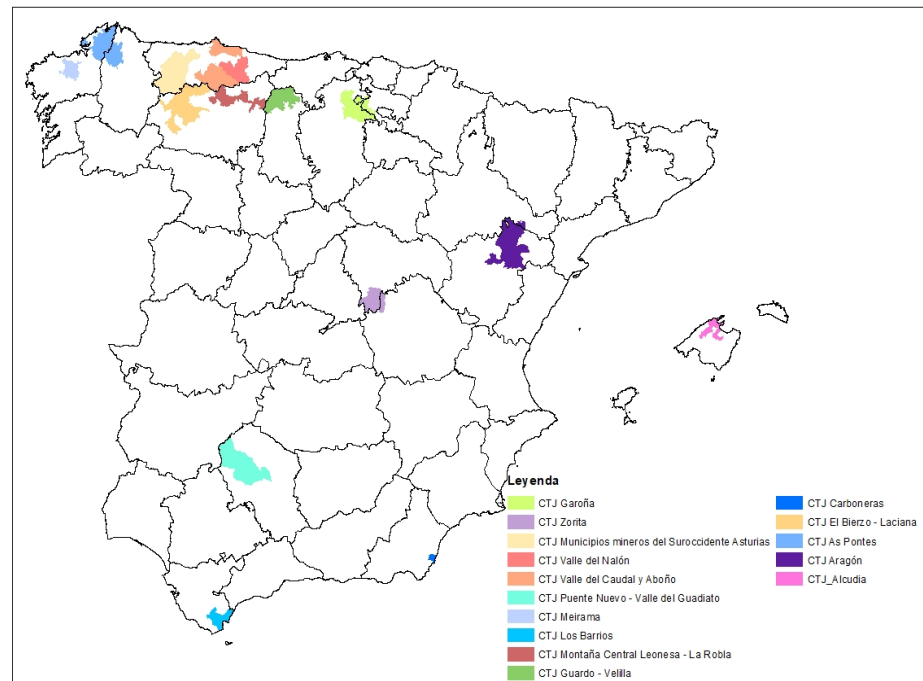 Leyenda
CTJ Garoña
CTJ Zorita
CTJ Municipios mineros del Suroccidente Asturias
CTJ Valle del Nalón
CTJ Valle del Caudal y Aboño
CTJ Puente Nuevo - Valle del Guadiato
CTJ Meirama
CTJ Los Barrios
CTJ Montaña Central Leonesa - La Robla
CTJ Guardo - Velilla
CTJ Carboneras
CTJ El Bierzo - Laciana
CTJ As Pontes
CTJ Aragón
CTJ_Alcudia